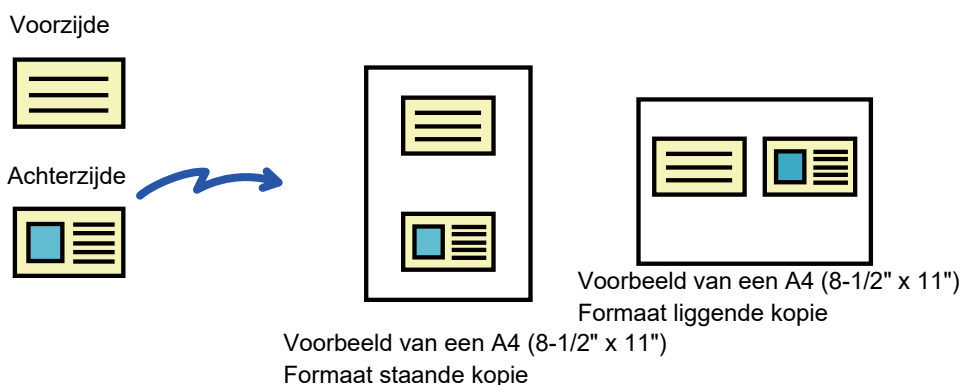 Voorzijde
Achterzijde
Voorbeeld van een A4 (8-1/2" x 11")
Formaat liggende kopie
Voorbeeld van een A4 (8-1/2" x 11")
Formaat staande kopie